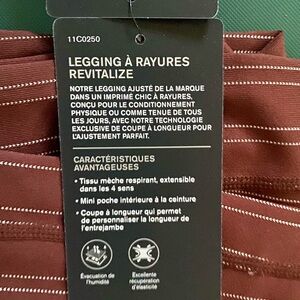 11C0250
LEGGING À RAYURES
REVITALIZE
NOTRE LEGGING AJUSTÉ DE LA MARQUE
DANS UN IMPRIMÉ CHIC À RAYURES,
CONÇU POUR LE CONDITIONNEMENT
PHYSIQUE OU COMME TENUE DE TOUS
LES JOURS, AVEC NOTRE TECHNOLOGIE
EXCLUSIVE DE COUPE À LONGUEUR POUR
L'AJUSTEMENT PARFAIT.
CARACTÉRISTIQUES
AVANTAGEUSES
• Tissu mèche respirant, extensible
dans les 4 sens
• Mini poche intérieure à la ceinture
• Coupe à longueur qui permet
de personnaliser la longueur de
l'entrejambe
Évacuation de
l'humidité
Excellente
récupération
d'élasticité